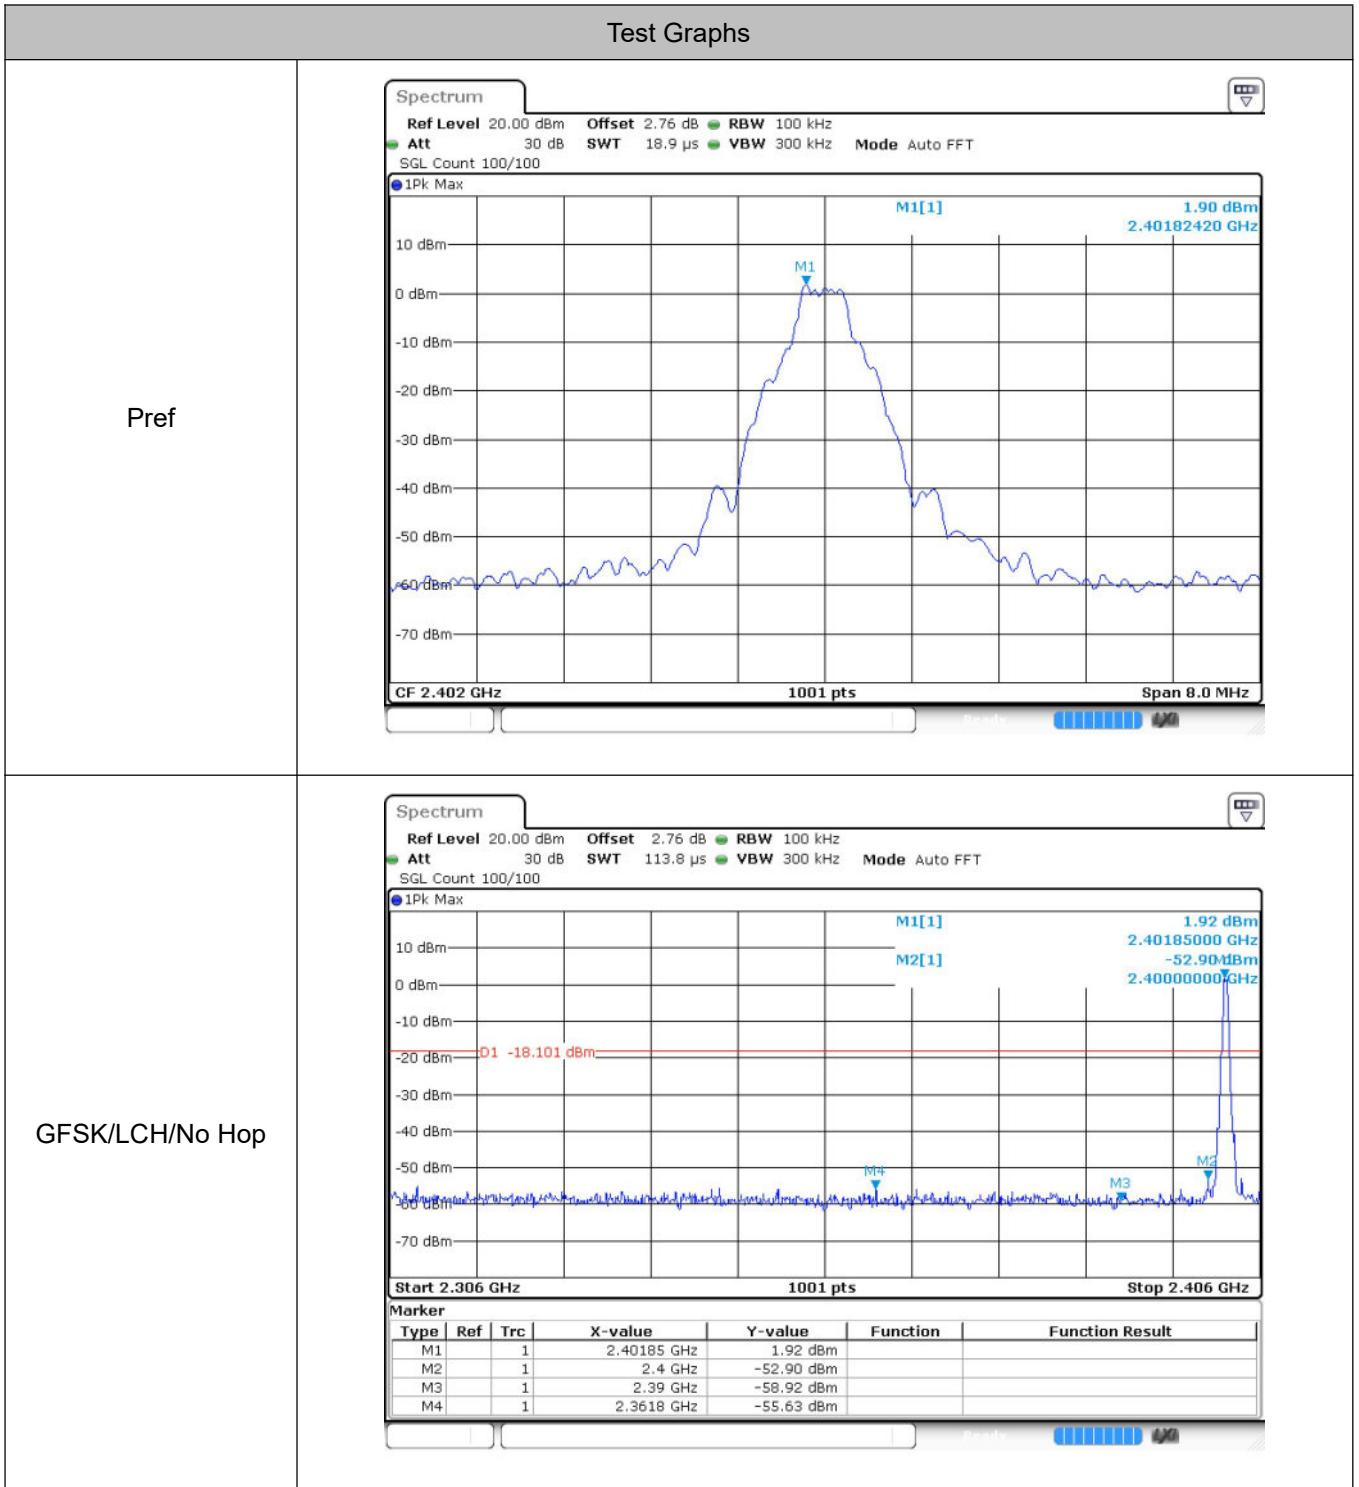 Test Graphs
Pref
Spectrum
Ref Level 20.00 dBm Offset 2.76 dB RBW 100 kHz
Att 30 dB SWT 18.9 µs VBW 300 kHz Mode Auto FFT
SGL Count 100/100
1Pk Max
M1[1] 1.90 dBm
2.40182420 GHz
10 dBm
M1
0 dBm
-10 dBm
-20 dBm
-30 dBm
-40 dBm
-50 dBm
-60 dBm
-70 dBm
CF 2.402 GHz 1001 pts Span 8.0 MHz
Ready
GFSK/LCH/No Hop
Spectrum
Ref Level 20.00 dBm Offset 2.76 dB RBW 100 kHz
Att 30 dB SWT 113.8 µs VBW 300 kHz Mode Auto FFT
SGL Count 100/100
1Pk Max
M1[1] 1.92 dBm
2.40185000 GHz
10 dBm
M2[1] -52.90 dBm
M1
2.40000000 GHz
0 dBm
-10 dBm
D1 -18.101 dBm
-20 dBm
-30 dBm
-40 dBm
-50 dBm
M4 M3 M2
-60 dBm
-70 dBm
Start 2.306 GHz 1001 pts Stop 2.406 GHz
Marker
Type Ref Trc X-value Y-value Function Function Result
M1 1 2.40185 GHz 1.92 dBm
M2 1 2.4 GHz -52.90 dBm
M3 1 2.39 GHz -58.92 dBm
M4 1 2.3618 GHz -55.63 dBm
Ready